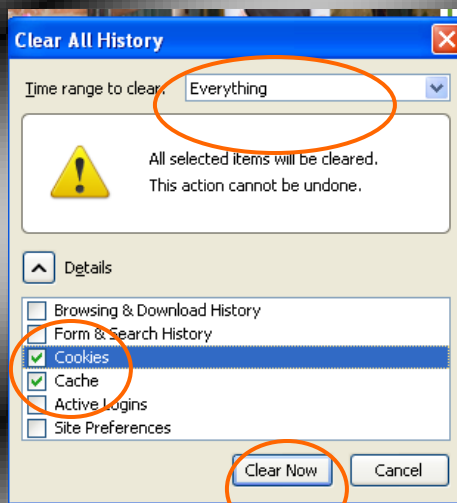 Clear All History
Time range to clear: Everything
All selected items will be cleared.
This action cannot be undone.
Details
Browsing & Download History
Form & Search History
Cookies
Cache
Active Logins
Site Preferences
Clear Now Cancel